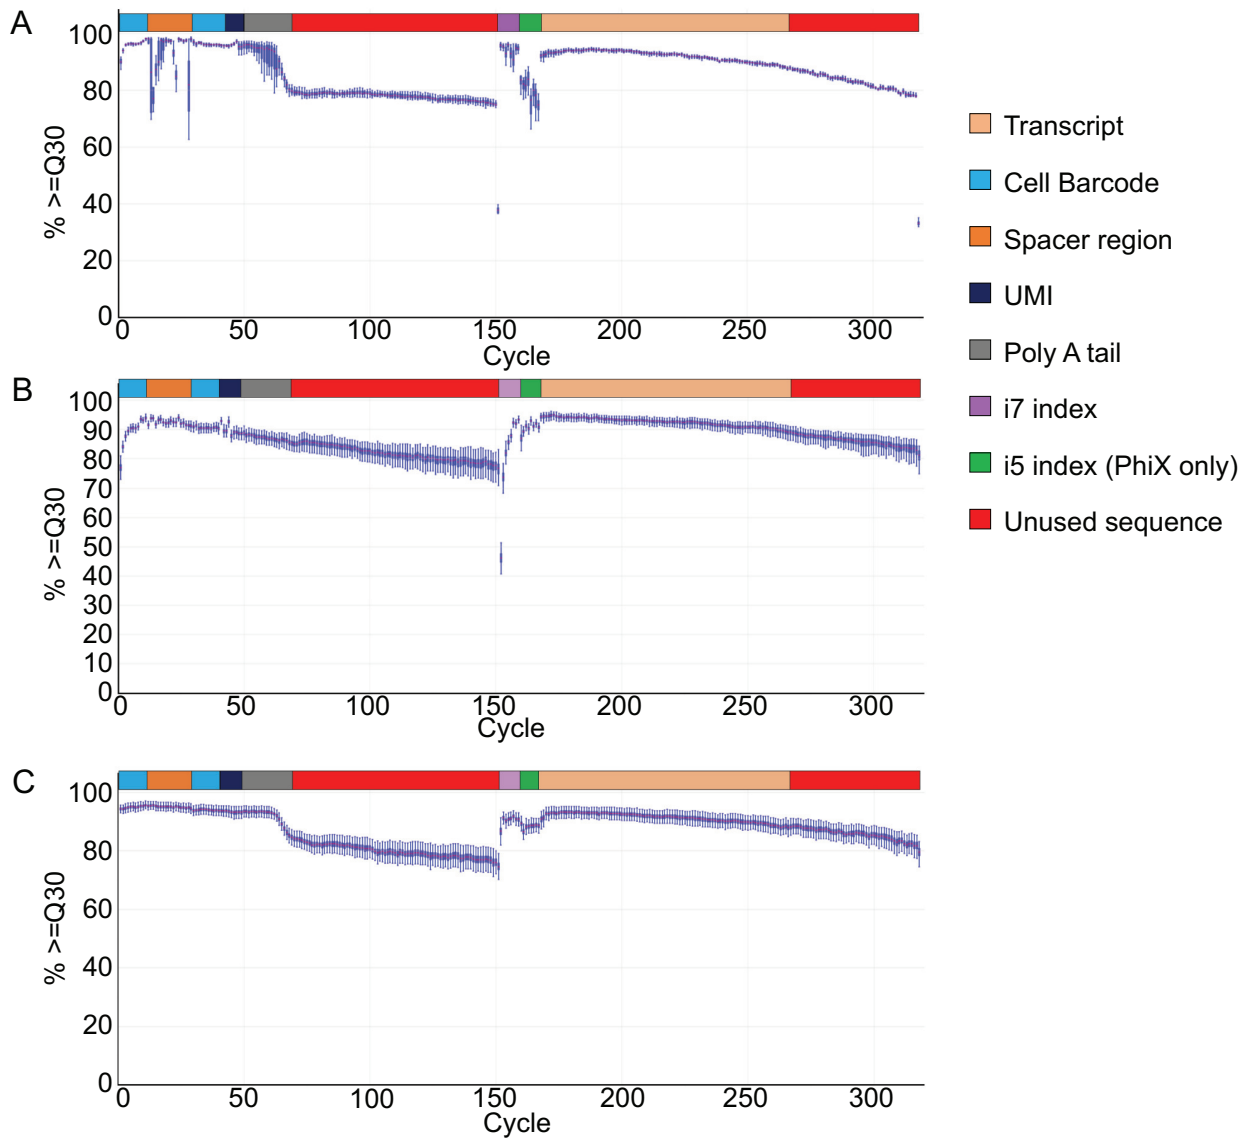 A
100
80
60
40
20
0
% >=Q30
0 50 100 150 200 250 300
Cycle
B
100
90
80
70
60
50
40
30
20
10
0
% >=Q30
0 50 100 150 200 250 300
Cycle
C
100
80
60
40
20
0
% >=Q30
0 50 100 150 200 250 300
Cycle
Transcript
Cell Barcode
Spacer region
UMI
Poly A tail
i7 index
i5 index (PhiX only)
Unused sequence